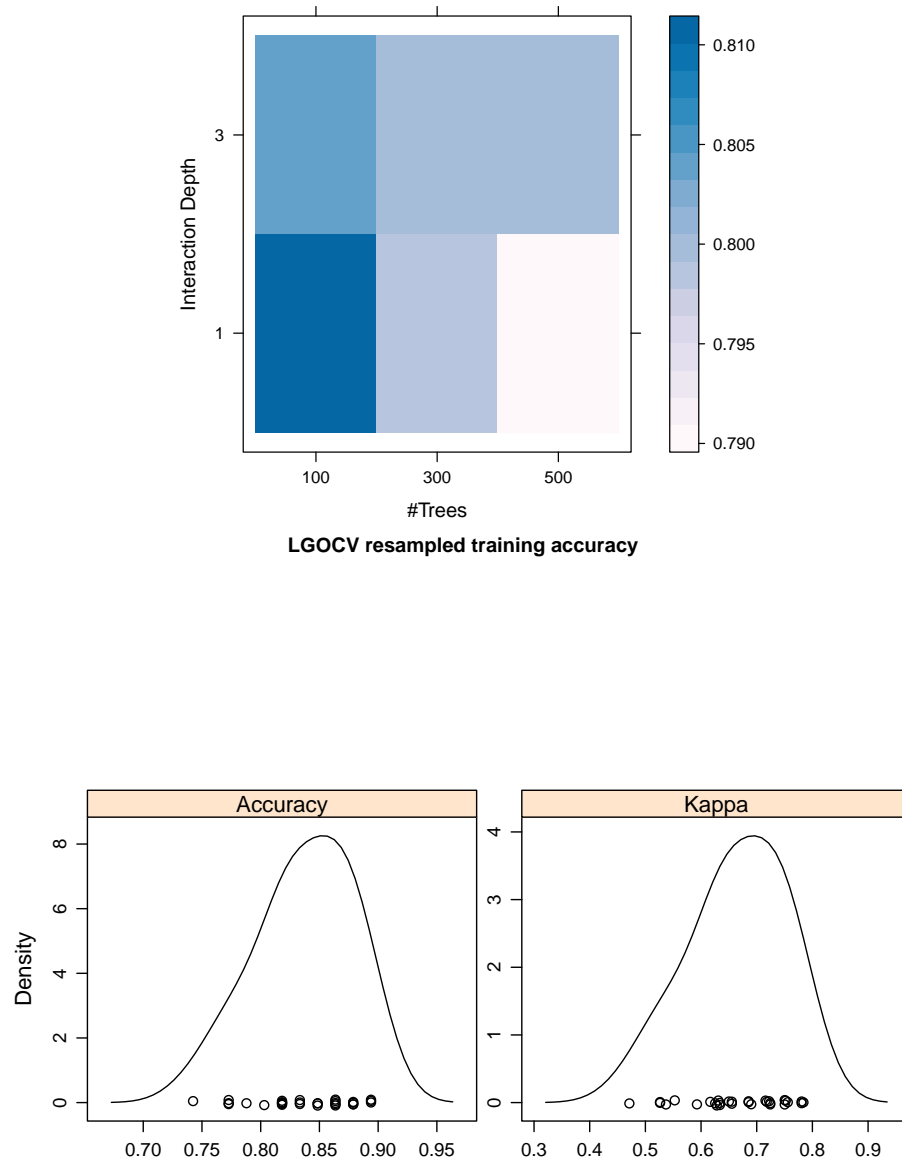 0.810
3
0.805
Interaction Depth
0.800
1
0.795
0.790
100 300 500
#Trees
LGOCV resampled training accuracy
Accuracy Kappa
Density
8
6
4
2
0
4
3
2
1
0
0.70 0.75 0.80 0.85 0.90 0.95
0.3 0.4 0.5 0.6 0.7 0.8 0.9